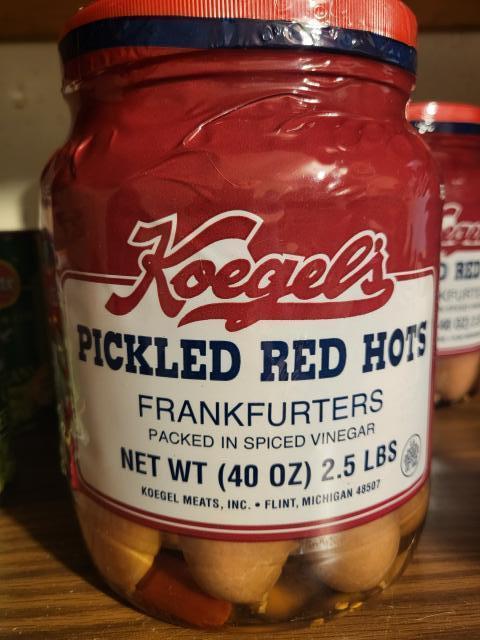 Koegel's
PICKLED RED HOTS
FRANKFURTERS
PACKED IN SPICED VINEGAR
NET WT (40 OZ) 2.5 LBS
KOEGEL MEATS, INC. • FLINT, MICHIGAN 48507
D RED